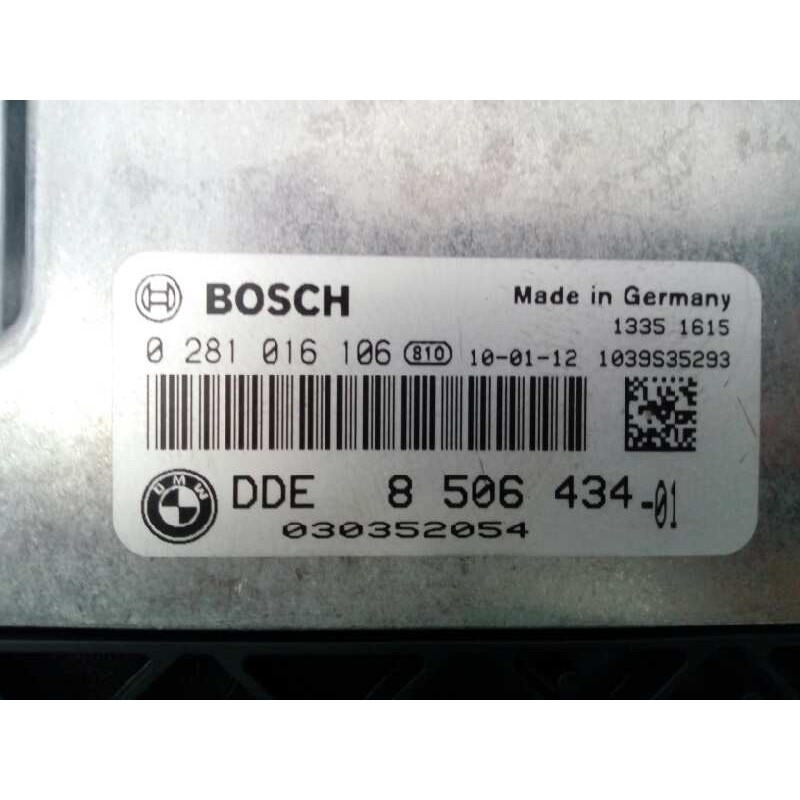 BOSCH
Made in Germany
1335 1615
0 281 016 106 810 10-01-12 1039S35293
BMW DDE 8 506 434-01
030352054